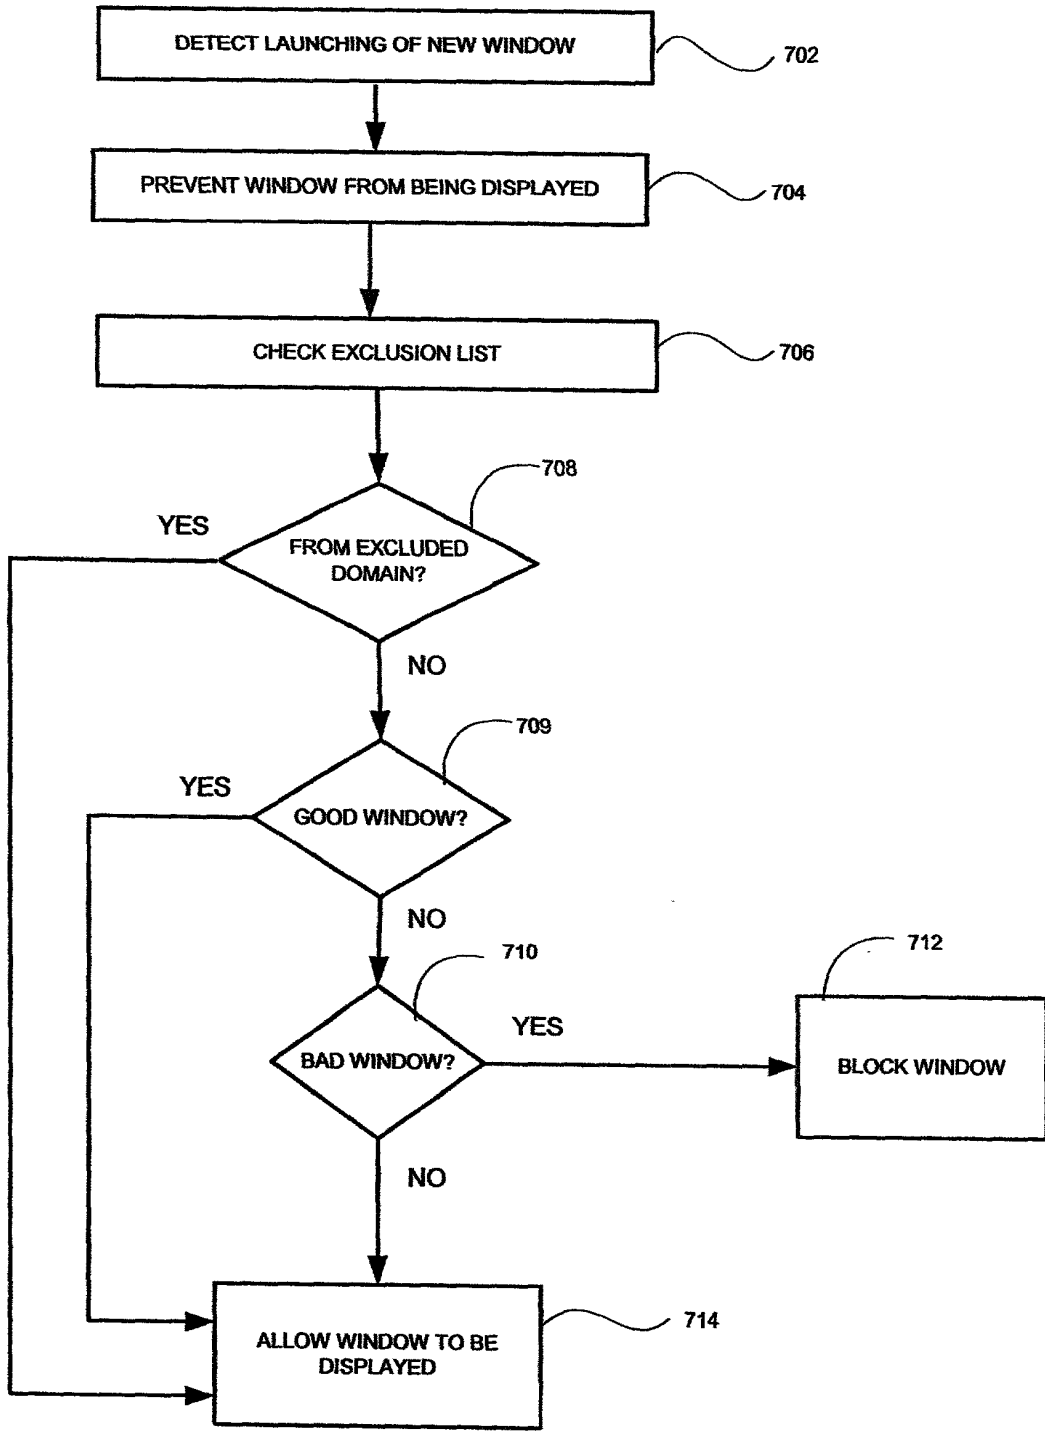 DETECT LAUNCHING OF NEW WINDOW
702
PREVENT WINDOW FROM BEING DISPLAYED
704
CHECK EXCLUSION LIST
706
708
YES
FROM EXCLUDED
DOMAIN?
NO
709
YES
GOOD WINDOW?
NO
710
712
YES
BAD WINDOW?
BLOCK WINDOW
NO
714
ALLOW WINDOW TO BE
DISPLAYED